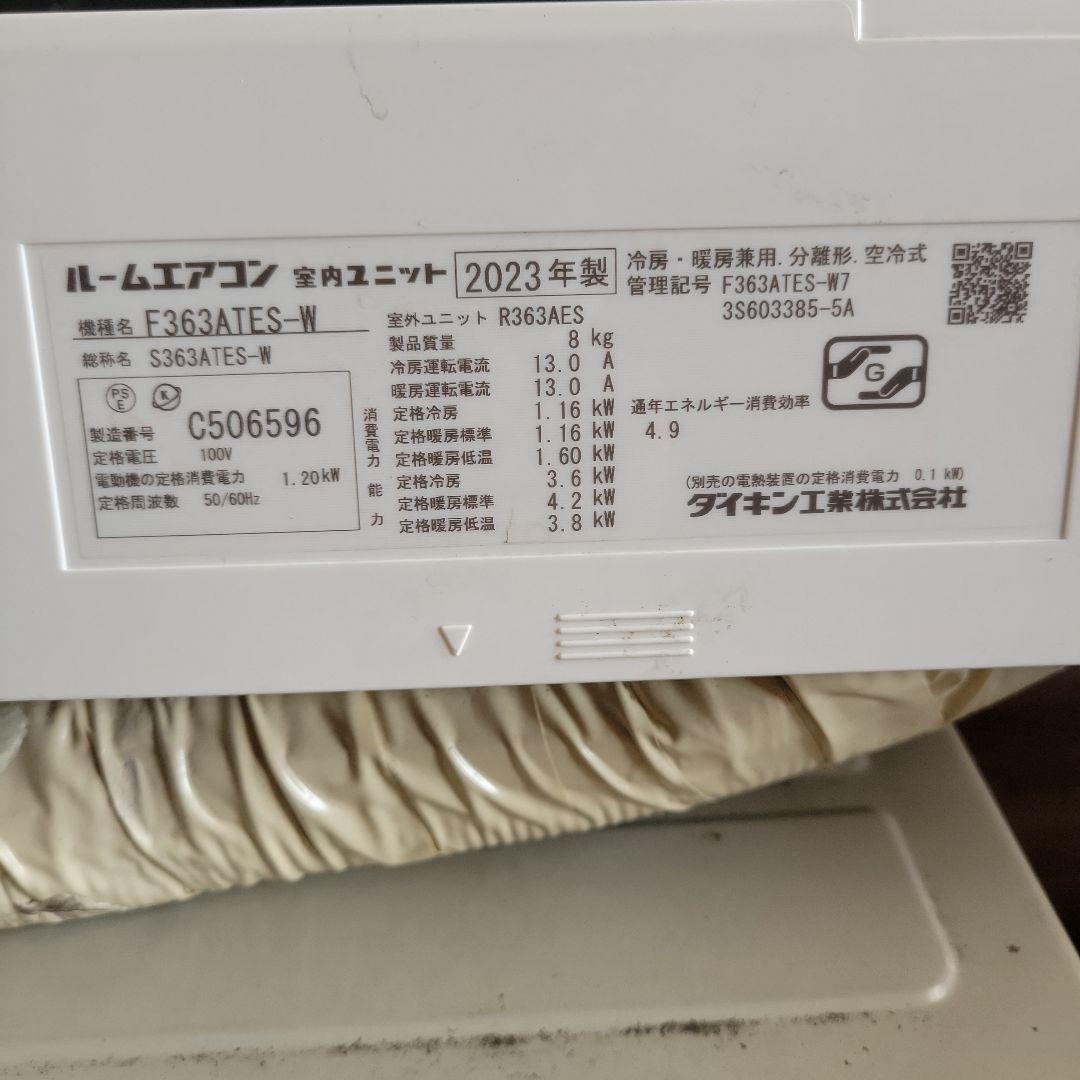 ルームエアコン 室内ユニット 2023年製
機種名 F363ATES-W
総称名 S363ATES-W
PS E
K
製造番号 C506596
定格電圧 100V
電動機の定格消費電力 1.20kW
定格周波数 50/60Hz
室外ユニット R363AES
製品質量 8 kg
冷房運転電流 13.0 A
暖房運転電流 13.0 A
消費電力
定格冷房 1.16 kW
定格暖房標準 1.16 kW
定格暖房低温 1.60 kW
能力
定格冷房 3.6 kW
定格暖房標準 4.2 kW
定格暖房低温 3.8 kW
冷房・暖房兼用.分離形.空冷式
管理記号 F363ATES-W7
3S603385-5A
G
通年エネルギー消費効率
4.9
(別売の電熱装置の定格消費電力 0.1 kW)
ダイキン工業株式会社